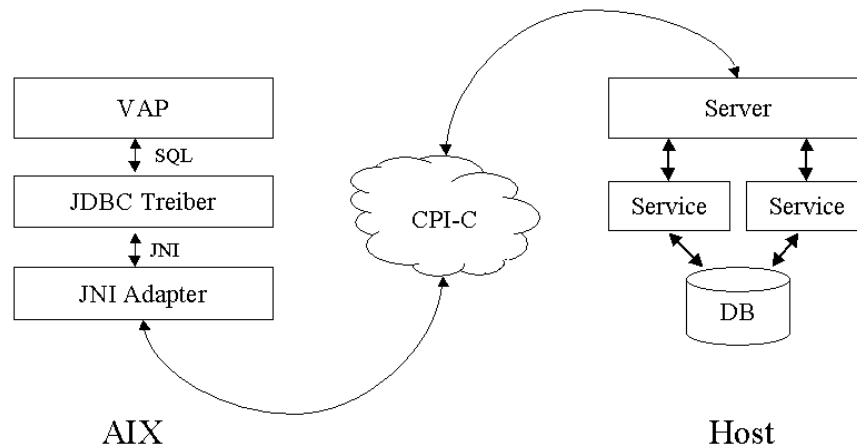 VAP
SQL
JDBC Treiber
JNI
JNI Adapter
AIX
CPI-C
Server
Service
Service
DB
Host